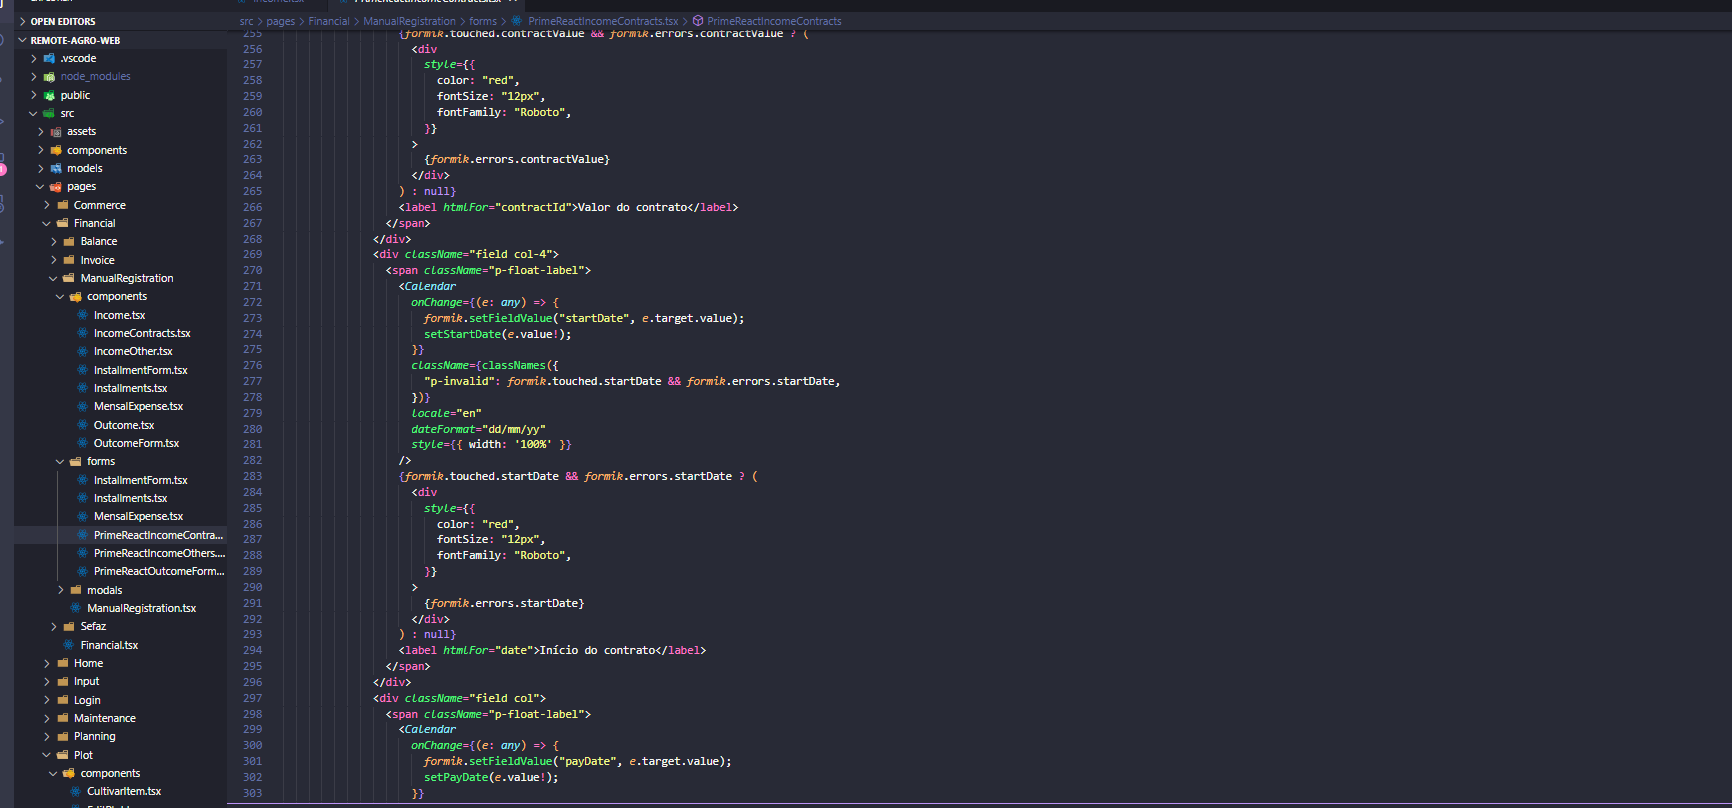 OPEN EDITORS
REMOTE-AGRO-WEB
.vscode
node_modules
public
src
assets
components
models
pages
Commerce
Financial
Balance
Invoice
ManualRegistration
components
Income.tsx
IncomeContracts.tsx
IncomeOther.tsx
InstallmentForm.tsx
Installments.tsx
MensalExpense.tsx
Outcome.tsx
OutcomeForm.tsx
forms
InstallmentForm.tsx
Installments.tsx
MensalExpense.tsx
PrimeReactIncomeContra...
PrimeReactIncomeOthers....
PrimeReactOutcomeForm...
modals
ManualRegistration.tsx
Sefaz
Financial.tsx
Home
Input
Login
Maintenance
Planning
Plot
components
CultivarItem.tsx
src > pages > Financial > ManualRegistration > forms > PrimeReactIncomeContracts.tsx > PrimeReactIncomeContracts
255 {formik.touched.contractValue && formik.errors.contractValue ? (
256 <div
257 style={{
258 color: "red",
259 fontSize: "12px",
260 fontFamily: "Roboto",
261 }}
262 >
263 {formik.errors.contractValue}
264 </div>
265 ) : null}
266 <label htmlFor="contractId">Valor do contrato</label>
267 </span>
268 </div>
269 <div className="field col-4">
270 <span className="p-float-label">
271 <Calendar
272 onChange={(e: any) => {
273 formik.setFieldValue("startDate", e.target.value);
274 setStartDate(e.value!);
275 }}
276 className={classNames({
277 "p-invalid": formik.touched.startDate && formik.errors.startDate,
278 })}
279 locale="en"
280 dateFormat="dd/mm/yy"
281 style={{ width: '100%' }}
282 />
283 {formik.touched.startDate && formik.errors.startDate ? (
284 <div
285 style={{
286 color: "red",
287 fontSize: "12px",
288 fontFamily: "Roboto",
289 }}
290 >
291 {formik.errors.startDate}
292 </div>
293 ) : null}
294 <label htmlFor="date">Início do contrato</label>
295 </span>
296 </div>
297 <div className="field col">
298 <span className="p-float-label">
299 <Calendar
300 onChange={(e: any) => {
301 formik.setFieldValue("payDate", e.target.value);
302 setPayDate(e.value!);
303 }}